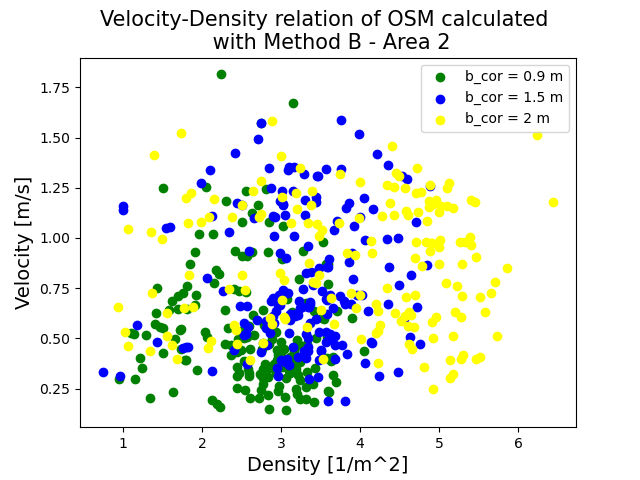 Velocity-Density relation of OSM calculated
with Method B - Area 2
b_cor = 0.9 m
b_cor = 1.5 m
b_cor = 2 m
Velocity [m/s]
1.75
1.50
1.25
1.00
0.75
0.50
0.25
1 2 3 4 5 6
Density [1/m^2]